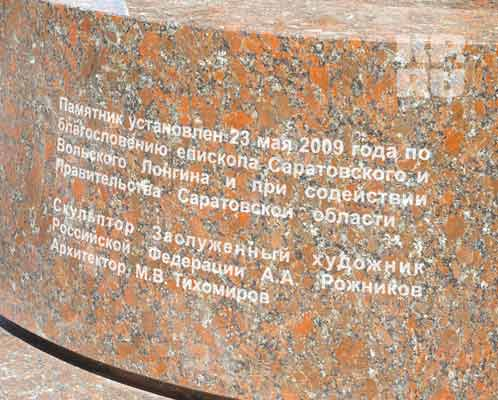 Памятник установлен 23 мая 2009 года по
благословению епископа Саратовского и
Вольского Лонгина и при содействии
Правительства Саратовской области
Скульптор Заслуженный художник
Российской Федерации А.А. Рожников
Архитектор, М.В. Тихомиров